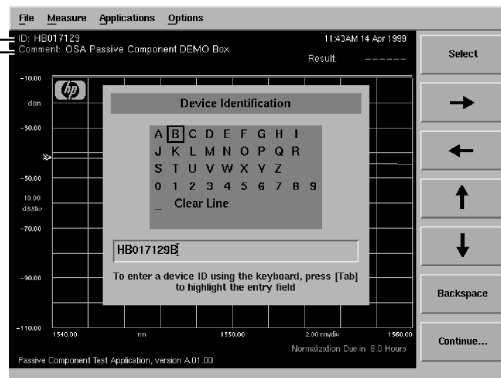 File Measure Applications Options
ID: HB017129
11:43AM 14 Apr 1999
Comment: OSA Passive Component DEMO Box
Result: ------
-10.00
hp
dBm
-30.00
-50.00
10.00
dB/div
-70.00
-90.00
-110.00
Device Identification
A B C D E F G H I
J K L M N O P Q R
S T U V W X Y Z
0 1 2 3 4 5 6 7 8 9
_ Clear Line
HB017129B
To enter a device ID using the keyboard, press [Tab]
to highlight the entry field
1540.00 nm 1550.00 2.00 nm/div 1560.00
Normalization Due in 8.0 Hours
Passive Component Test Application, version A.01.00
Select
Backspace
Continue...